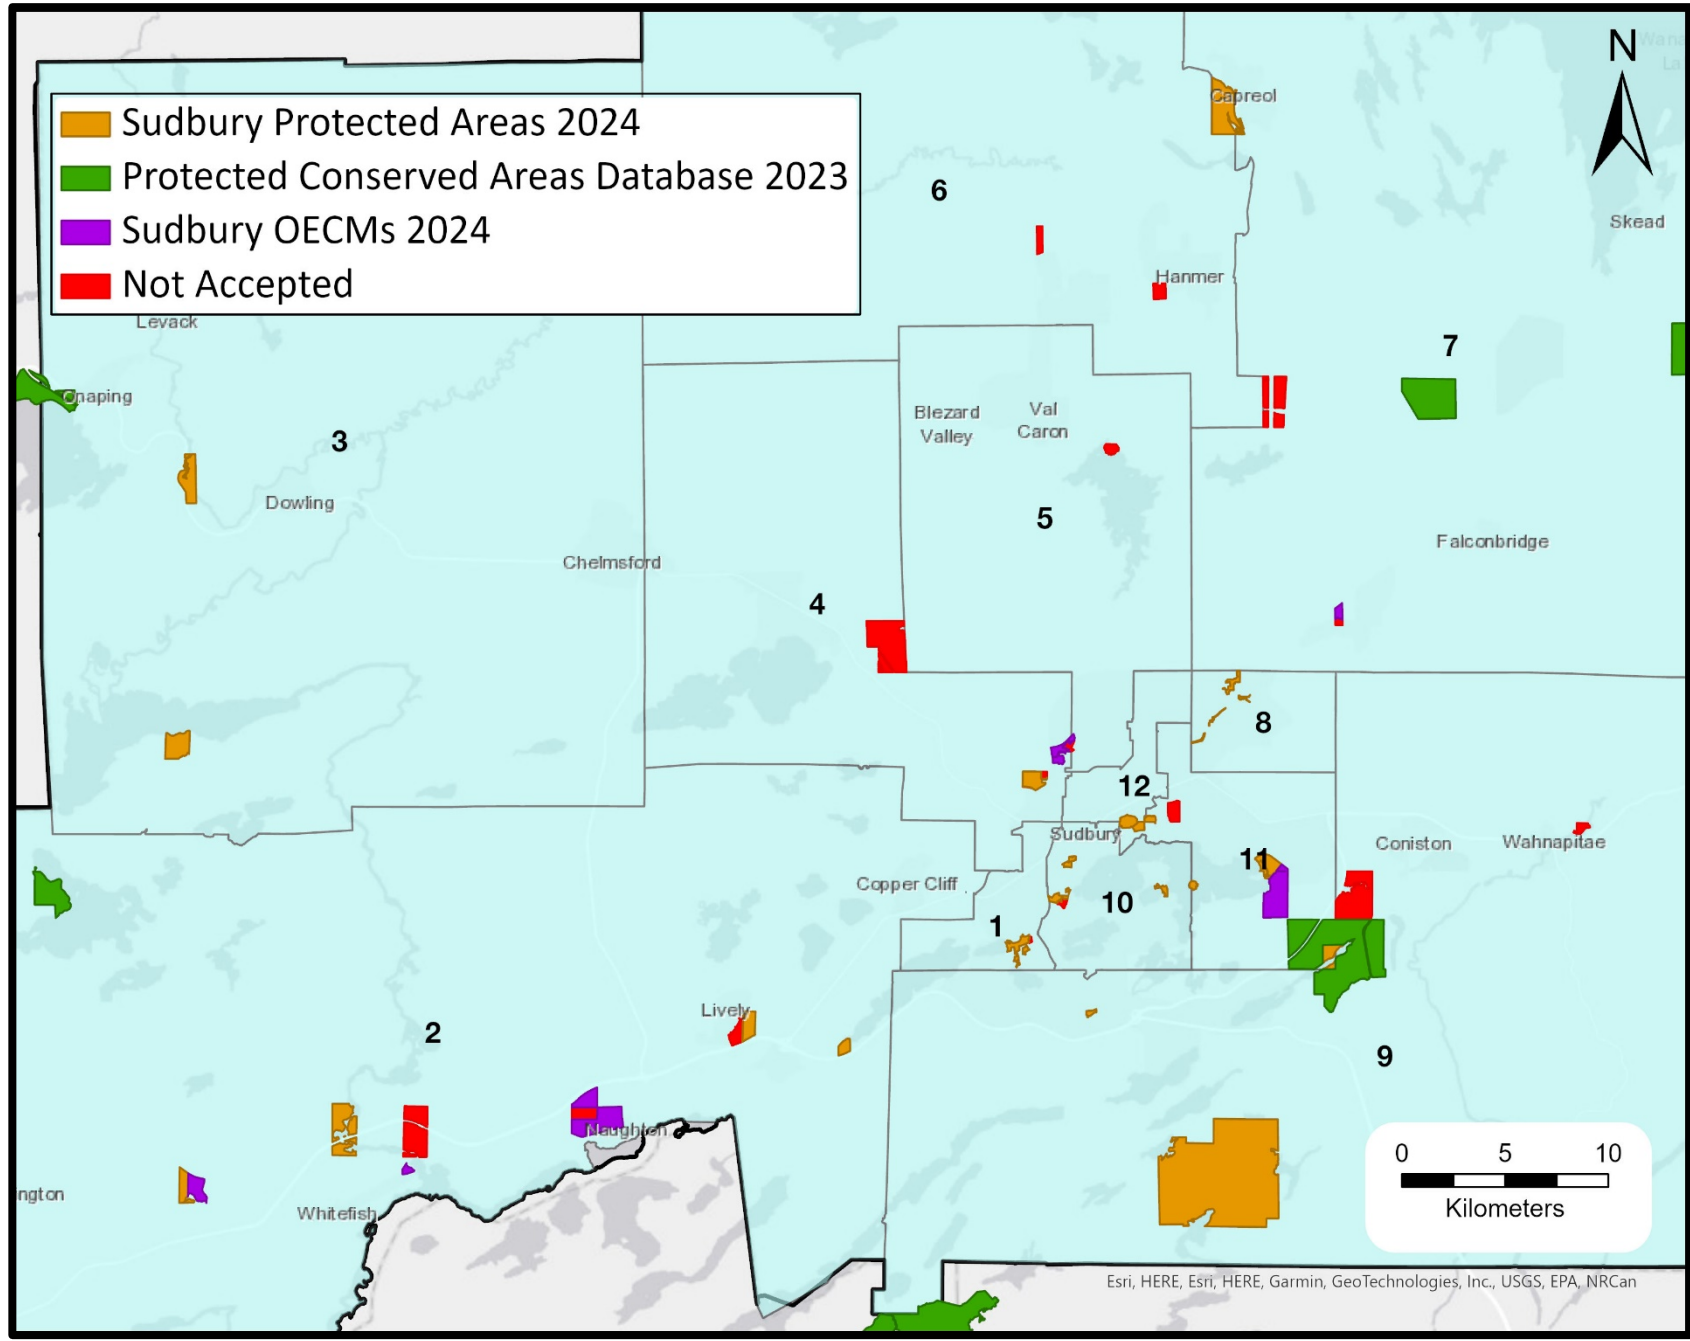 Wana
La
N
Capreol
Sudbury Protected Areas 2024
Protected Conserved Areas Database 2023
Sudbury OECMs 2024
Not Accepted
6
Skead
Hanmer
Levack
7
Onaping
3
Blezard
Valley
Val
Caron
Dowling
5
Falconbridge
Chelmsford
4
8
12
Sudbury
Coniston
Wahnapitae
11
Copper Cliff
10
1
Lively
2
9
Naughton
0 5 10
Kilometers
ngton
Whitefish
Esri, HERE, Esri, HERE, Garmin, GeoTechnologies, Inc., USGS, EPA, NRCan